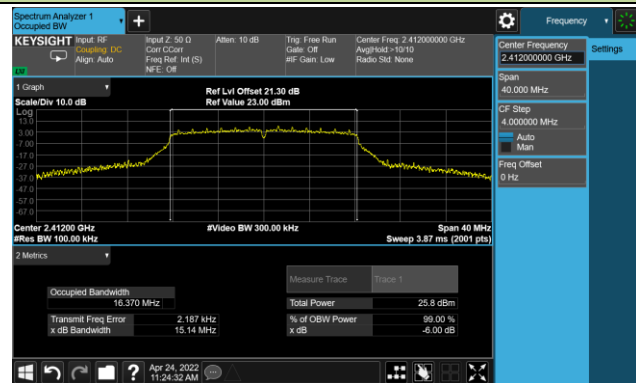 Spectrum Analyzer 1
Occupied BW
+
Frequency
KEYSIGHT
Input: RF
Coupling: DC
Align: Auto
Input Z: 50 Ω
Corr CCorr
Freq Ref: Int (S)
NFE: Off
Atten: 10 dB
Trig: Free Run
Gate: Off
#IF Gain: Low
Center Freq: 2.412000000 GHz
Avg|Hold:>10/10
Radio Std: None
Center Frequency
2.412000000 GHz
Settings
Span
40.000 MHz
CF Step
4.000000 MHz
Auto
Man
Freq Offset
0 Hz
1 Graph
Scale/Div 10.0 dB
Ref Lvl Offset 21.30 dB
Ref Value 23.00 dBm
Log
13.0
3.00
-7.00
-17.0
-27.0
-37.0
-47.0
-57.0
-67.0
Center 2.41200 GHz
#Res BW 100.00 kHz
#Video BW 300.00 kHz
Span 40 MHz
Sweep 3.87 ms (2001 pts)
2 Metrics
Measure Trace
Trace 1
Occupied Bandwidth
16.370 MHz
Total Power
25.8 dBm
Transmit Freq Error
2.187 kHz
% of OBW Power
99.00 %
x dB Bandwidth
15.14 MHz
x dB
-6.00 dB
?
Apr 24, 2022
11:24:32 AM